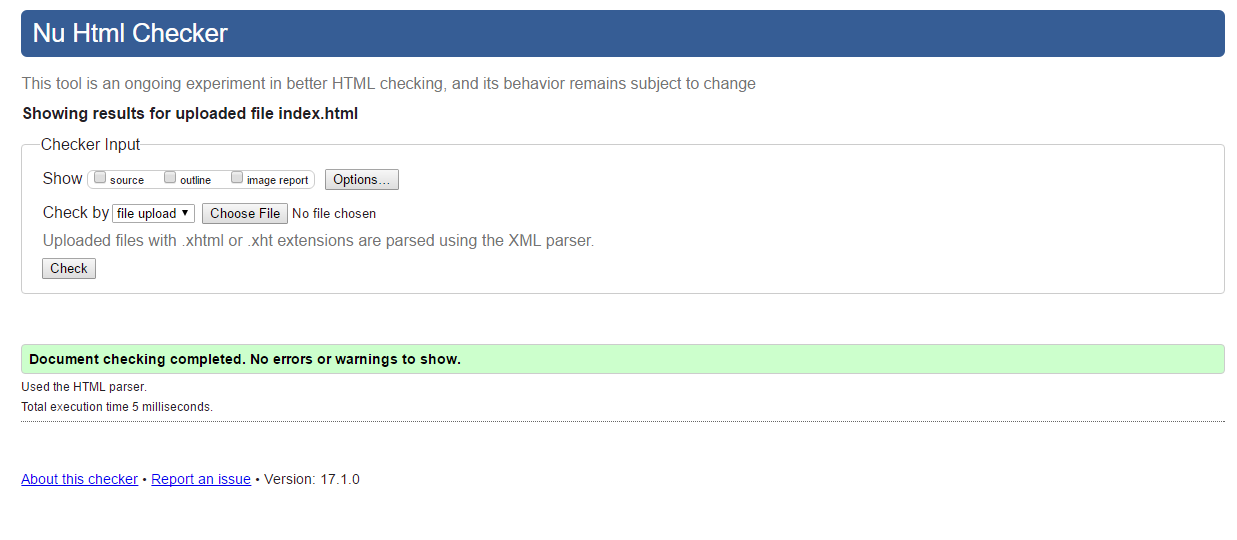 Nu Html Checker
This tool is an ongoing experiment in better HTML checking, and its behavior remains subject to change
Showing results for uploaded file index.html
Checker Input
Show source outline image report Options...
Check by file upload Choose File No file chosen
Uploaded files with .xhtml or .xht extensions are parsed using the XML parser.
Check
Document checking completed. No errors or warnings to show.
Used the HTML parser.
Total execution time 5 milliseconds.
About this checker • Report an issue • Version: 17.1.0